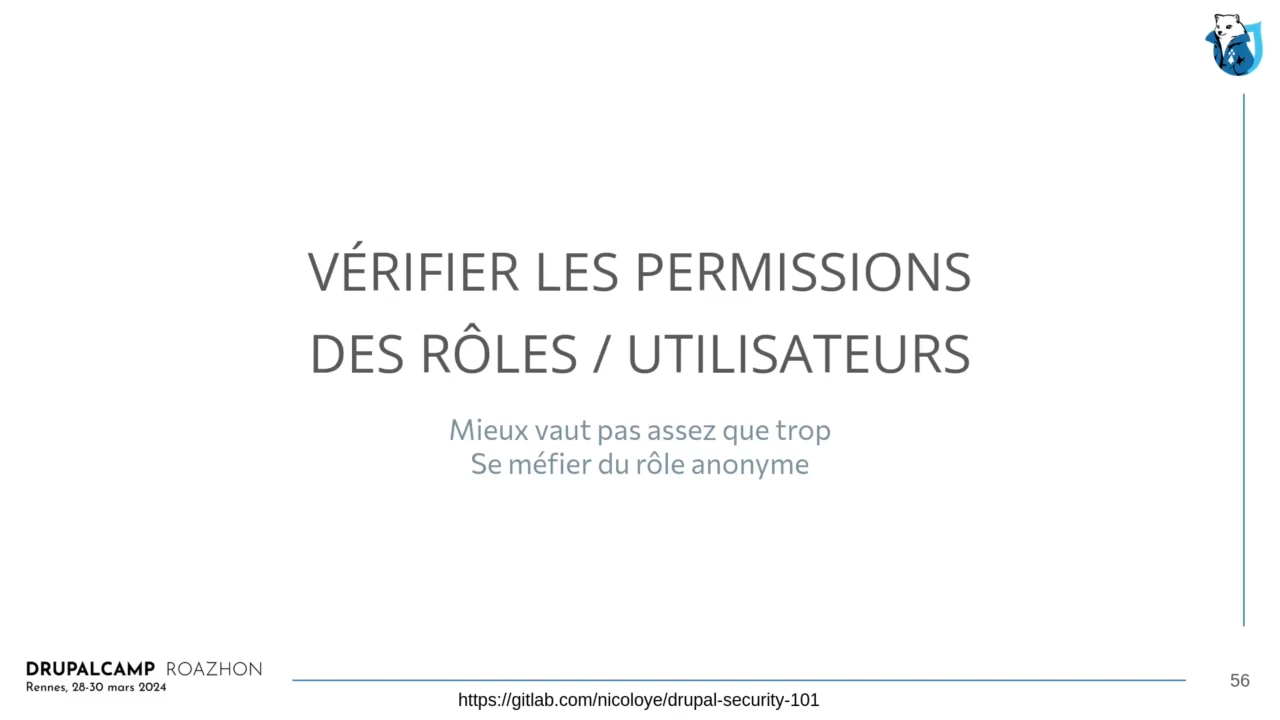 VÉRIFIER LES PERMISSIONS
DES RÔLES / UTILISATEURS
Mieux vaut pas assez que trop
Se méfier du rôle anonyme
DRUPALCAMP ROAZHON
Rennes, 28-30 mars 2024
https://gitlab.com/nicoloye/drupal-security-101
56